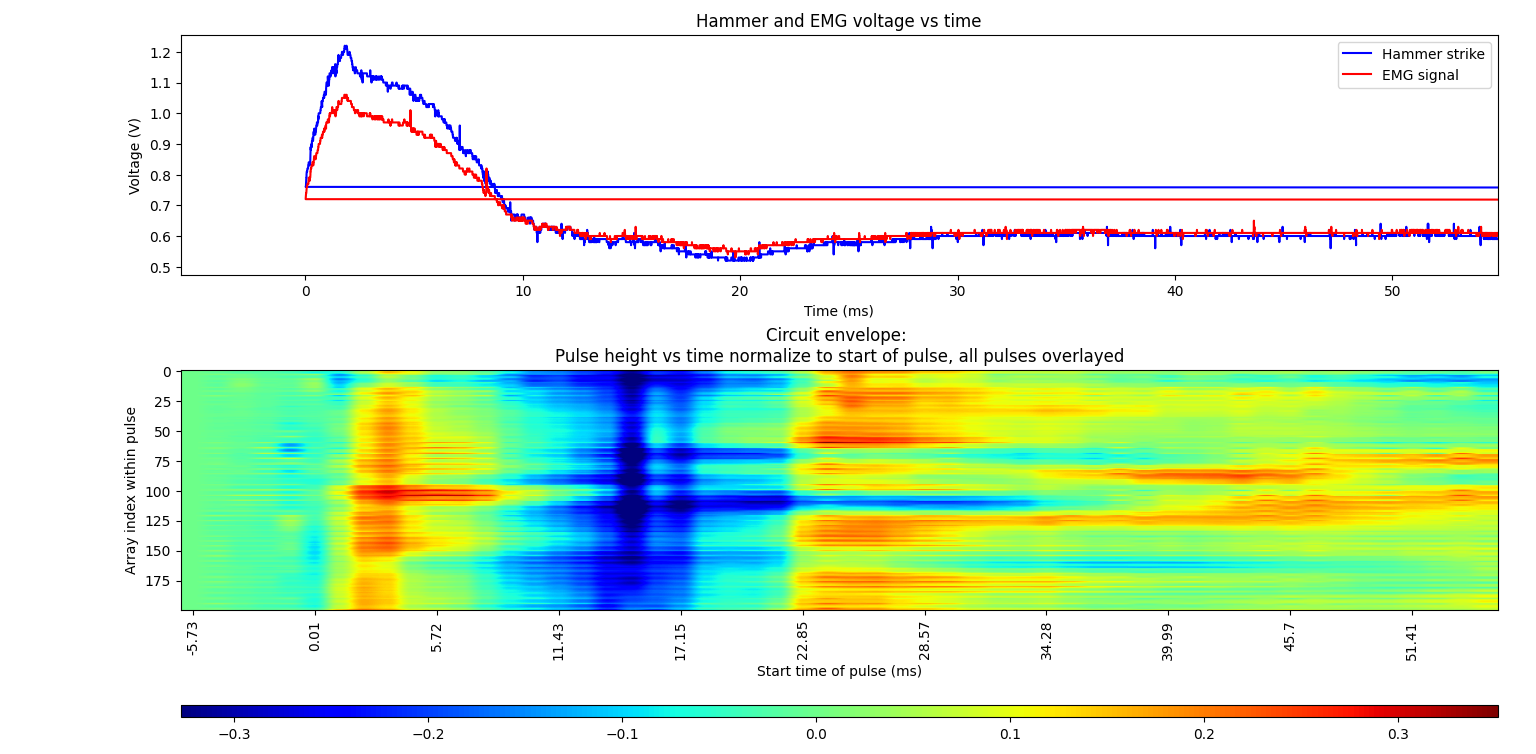 Hammer and EMG voltage vs time
Voltage (V)
1.2
1.1
1.0
0.9
0.8
0.7
0.6
0.5
Hammer strike
EMG signal
0 10 20 30 40 50
Time (ms)
Circuit envelope:
Pulse height vs time normalize to start of pulse, all pulses overlayed
Array index within pulse
0
25
50
75
100
125
150
175
-5.73 0.01 5.72 11.43 17.15 22.85 28.57 34.28 39.99 45.7 51.41
Start time of pulse (ms)
−0.3 −0.2 −0.1 0.0 0.1 0.2 0.3